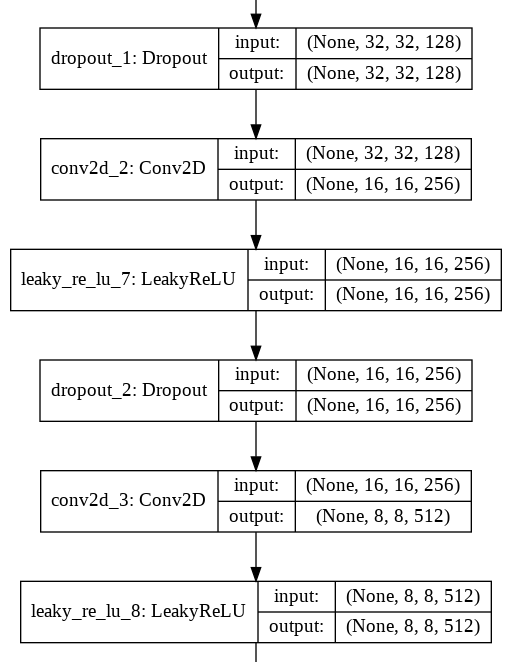 dropout_1: Dropout
input: (None, 32, 32, 128)
output: (None, 32, 32, 128)
conv2d_2: Conv2D
input: (None, 32, 32, 128)
output: (None, 16, 16, 256)
leaky_re_lu_7: LeakyReLU
input: (None, 16, 16, 256)
output: (None, 16, 16, 256)
dropout_2: Dropout
input: (None, 16, 16, 256)
output: (None, 16, 16, 256)
conv2d_3: Conv2D
input: (None, 16, 16, 256)
output: (None, 8, 8, 512)
leaky_re_lu_8: LeakyReLU
input: (None, 8, 8, 512)
output: (None, 8, 8, 512)